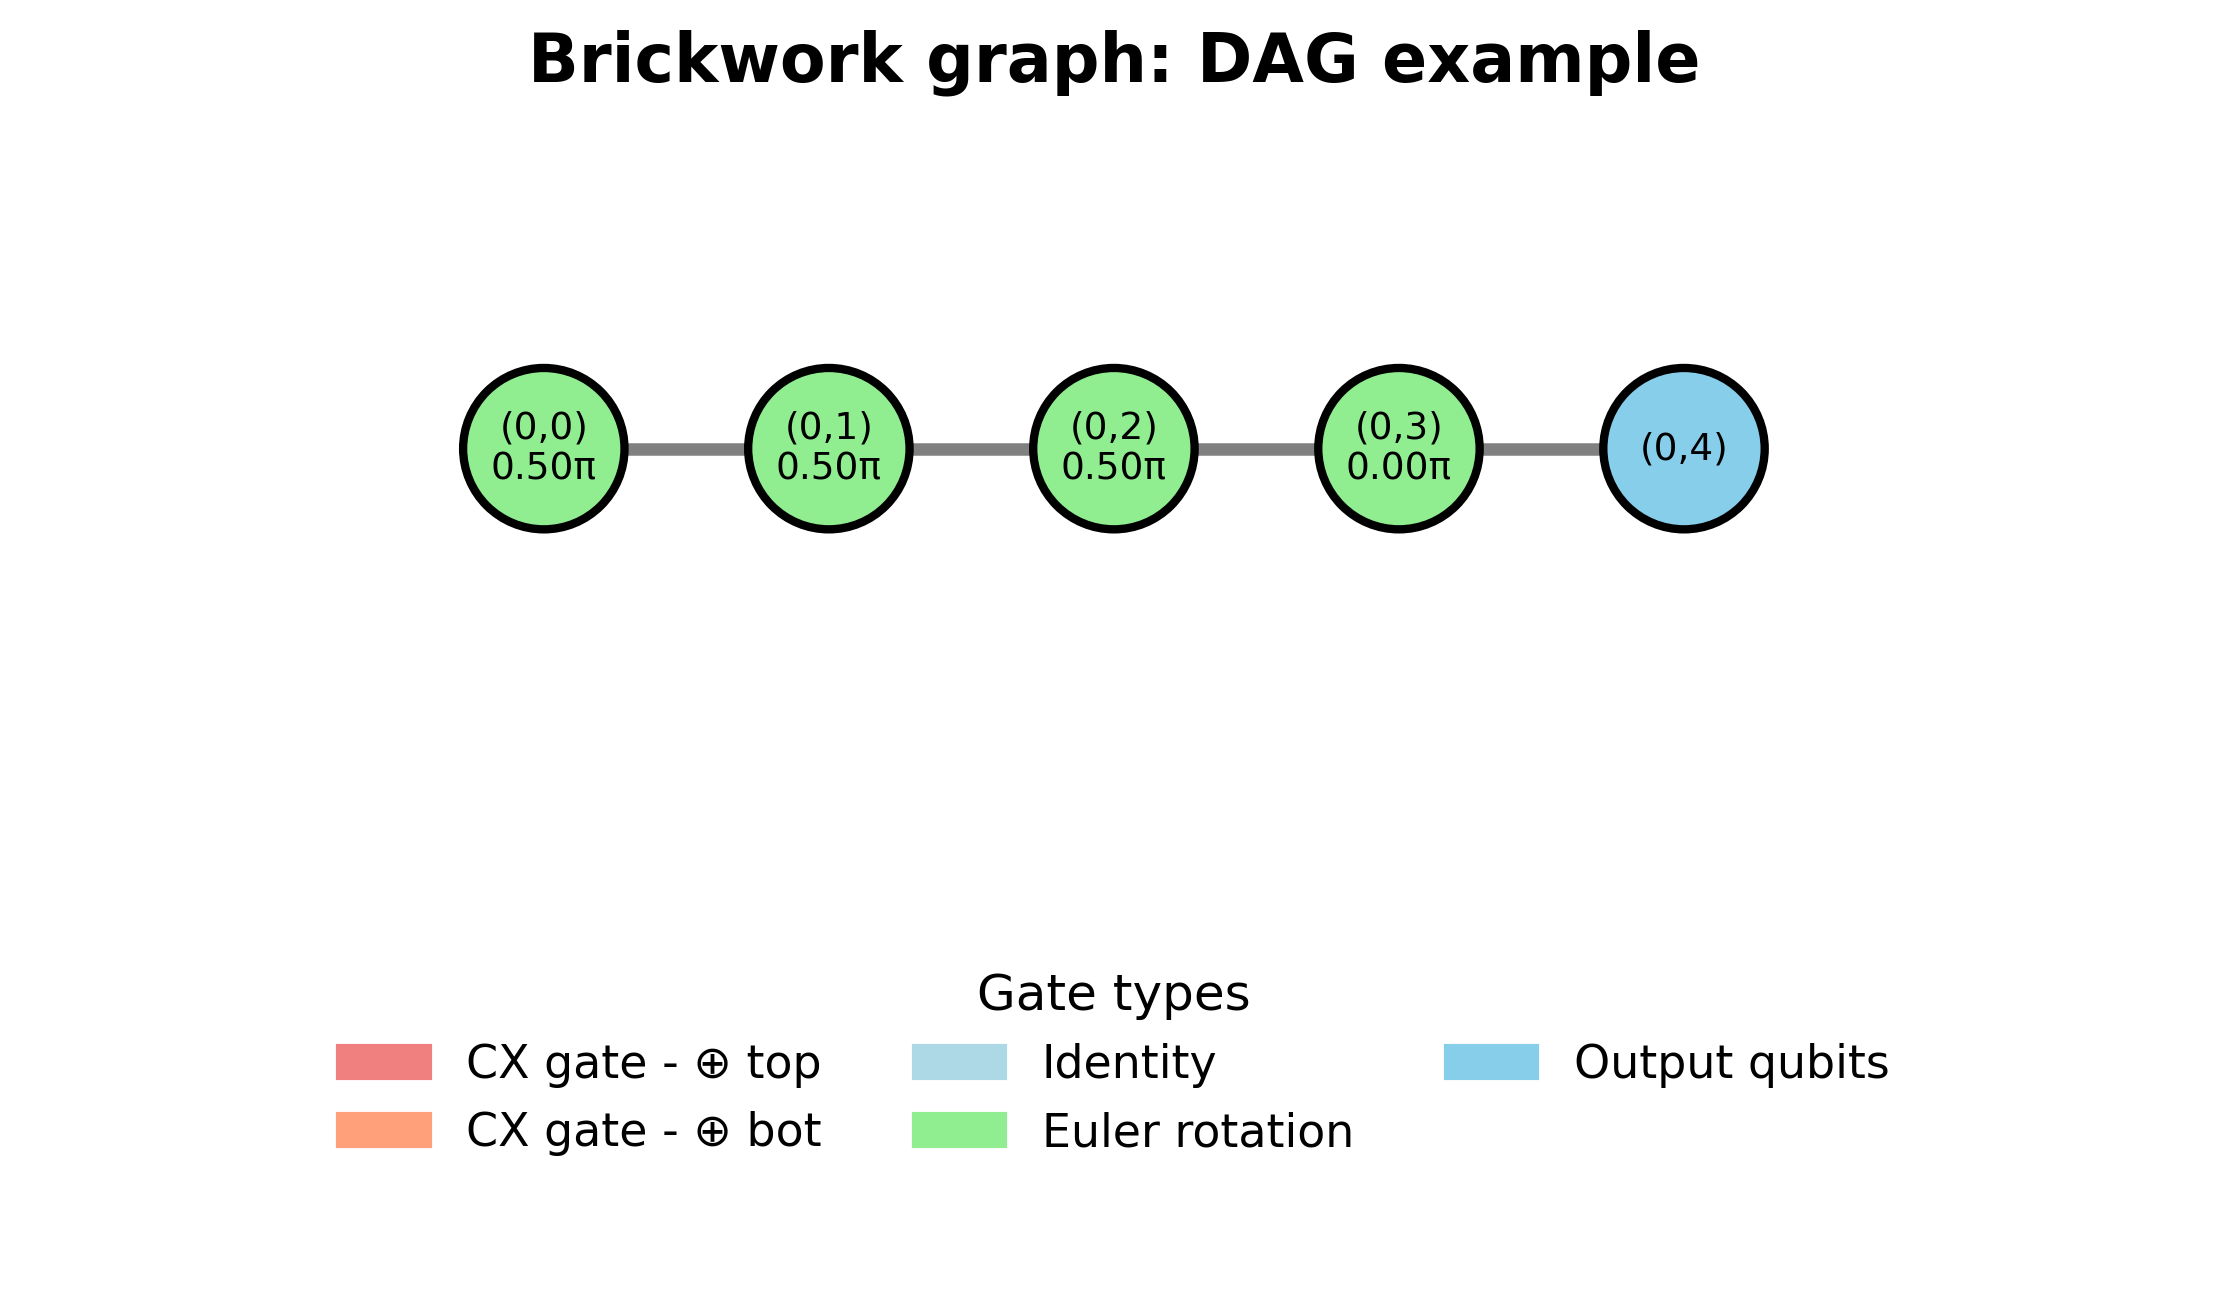 Brickwork graph: DAG example
(0,0)
0.50π
(0,1)
0.50π
(0,2)
0.50π
(0,3)
0.00π
(0,4)
Gate types
CX gate - ⊕ top
CX gate - ⊕ bot
Identity
Euler rotation
Output qubits